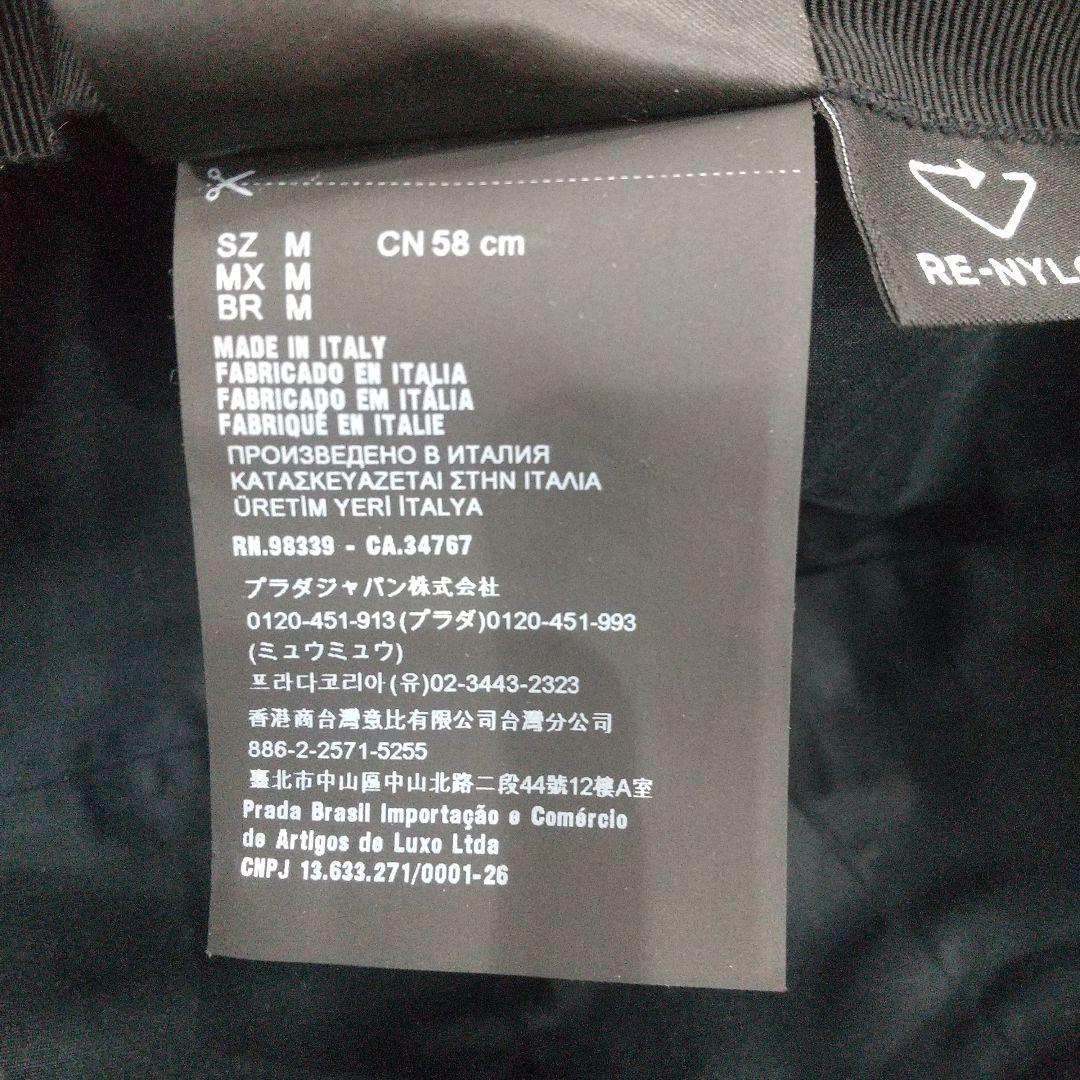 SZ M CN 58 cm
MX M
BR M
MADE IN ITALY
FABRICADO EN ITALIA
FABRICADO EM ITÁLIA
FABRIQUÉ EN ITALIE
ПРОИЗВЕДЕНО В ИТАЛИЯ
ΚΑΤΑΣΚΕΥΑΖΕΤΑΙ ΣΤΗΝ ΙΤΑΛΙΑ
ÜRETİM YERİ İTALYA
RN.98339 - CA.34767
プラダジャパン株式会社
0120-451-913(プラダ)0120-451-993
(ミュウミュウ)
프라다코리아(유)02-3443-2323
香港商台灣意比有限公司台灣分公司
886-2-2571-5255
臺北市中山區中山北路二段44號12樓A室
Prada Brasil Importação e Comércio
de Artigos de Luxo Ltda
CNPJ 13.633.271/0001-26
RE-NYLO